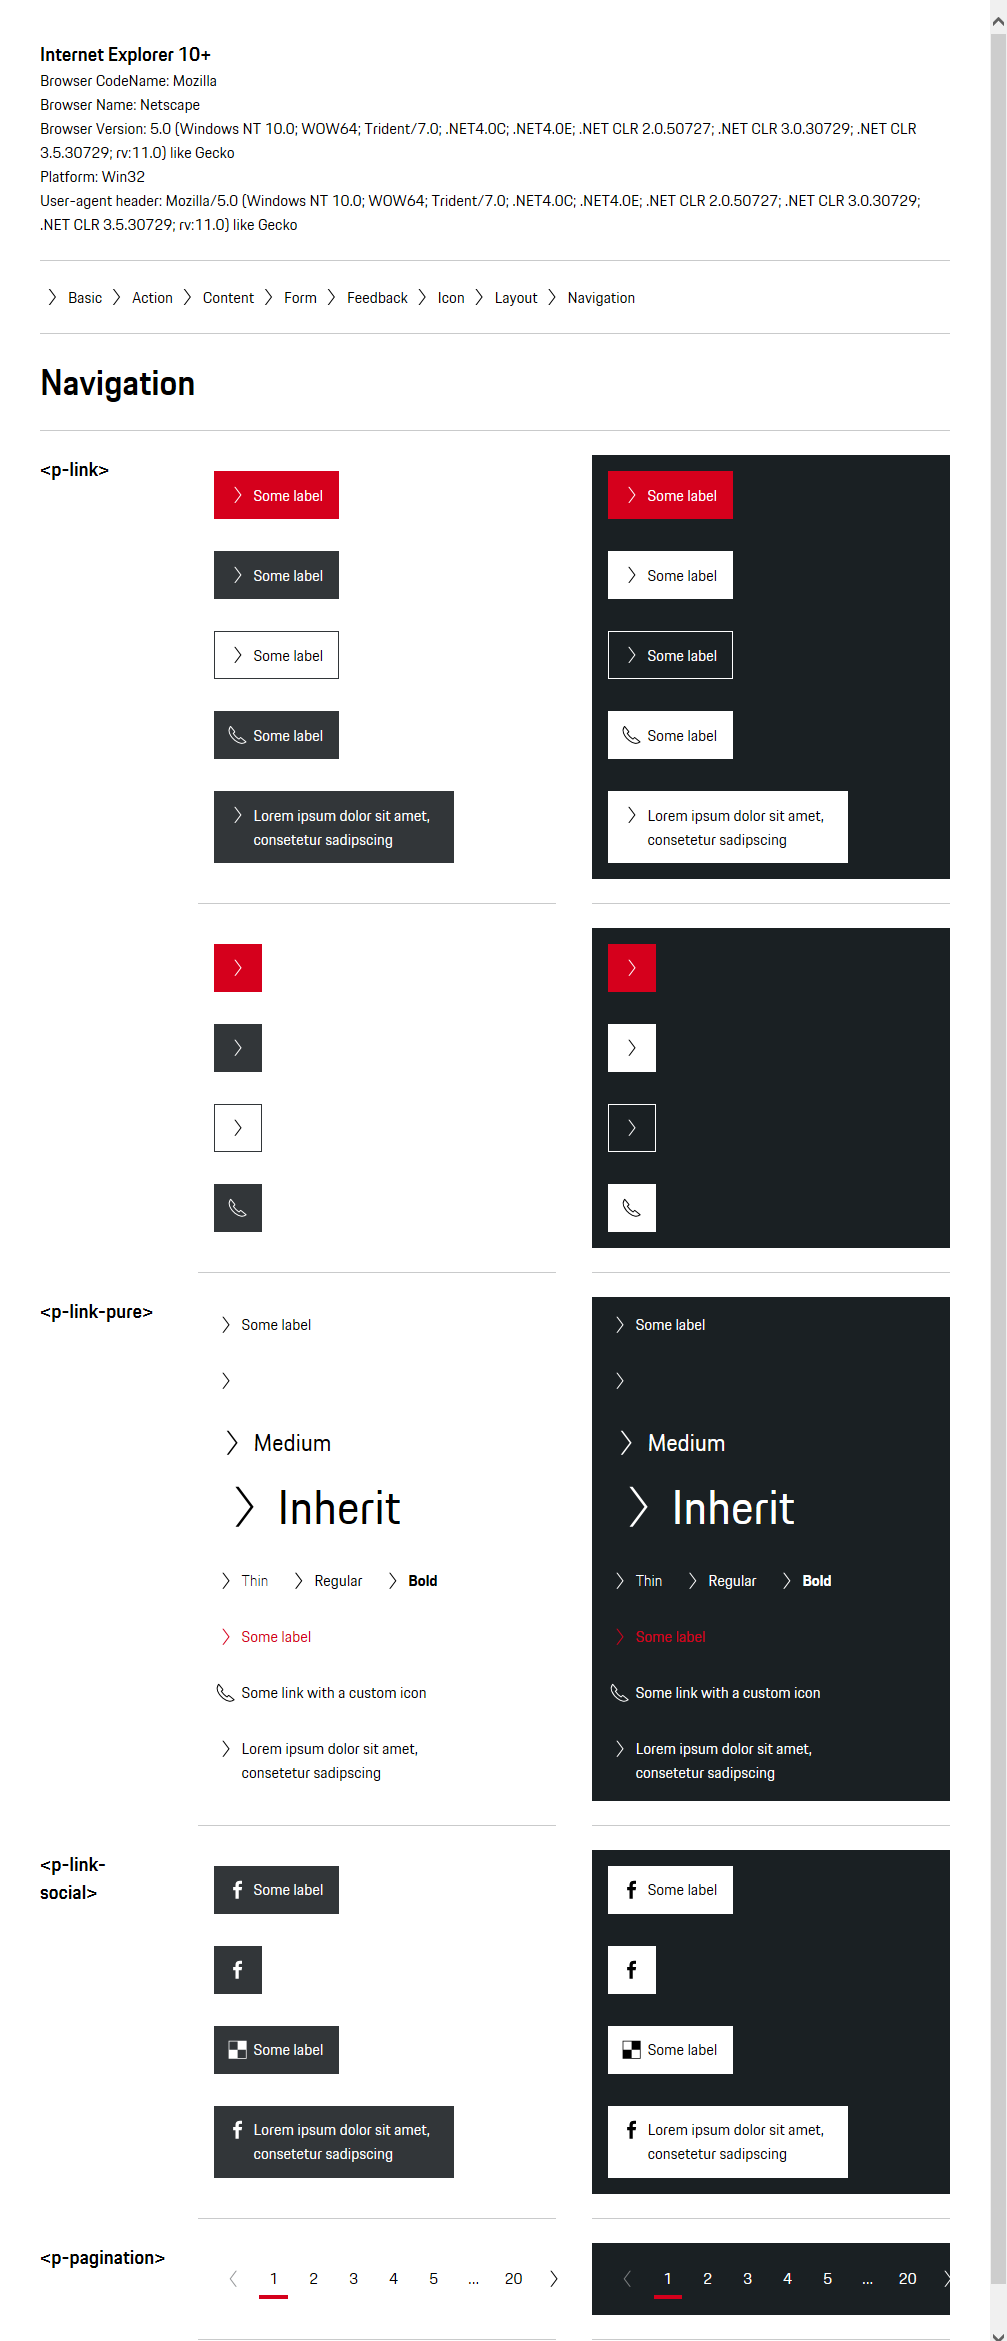 Internet Explorer 10+
Browser CodeName: Mozilla
Browser Name: Netscape
Browser Version: 5.0 (Windows NT 10.0; WOW64; Trident/7.0; .NET4.0C; .NET4.0E; .NET CLR 2.0.50727; .NET CLR 3.0.30729; .NET CLR
3.5.30729; rv:11.0) like Gecko
Platform: Win32
User-agent header: Mozilla/5.0 (Windows NT 10.0; WOW64; Trident/7.0; .NET4.0C; .NET4.0E; .NET CLR 2.0.50727; .NET CLR 3.0.30729;
.NET CLR 3.5.30729; rv:11.0) like Gecko
Basic Action Content Form Feedback Icon Layout Navigation
Navigation
<p-link>
Some label Some label
Some label Some label
Some label Some label
Some label Some label
Lorem ipsum dolor sit amet, Lorem ipsum dolor sit amet,
consetetur sadipscing consetetur sadipscing
<p-link-pure>
Some label Some label
Medium Medium
Inherit Inherit
Thin Regular Bold Thin Regular Bold
Some label Some label
Some link with a custom icon Some link with a custom icon
Lorem ipsum dolor sit amet, Lorem ipsum dolor sit amet,
consetetur sadipscing consetetur sadipscing
<p-link-
social>
Some label Some label
Some label Some label
Lorem ipsum dolor sit amet, Lorem ipsum dolor sit amet,
consetetur sadipscing consetetur sadipscing
<p-pagination>
1 2 3 4 5 ... 20 1 2 3 4 5 ... 20